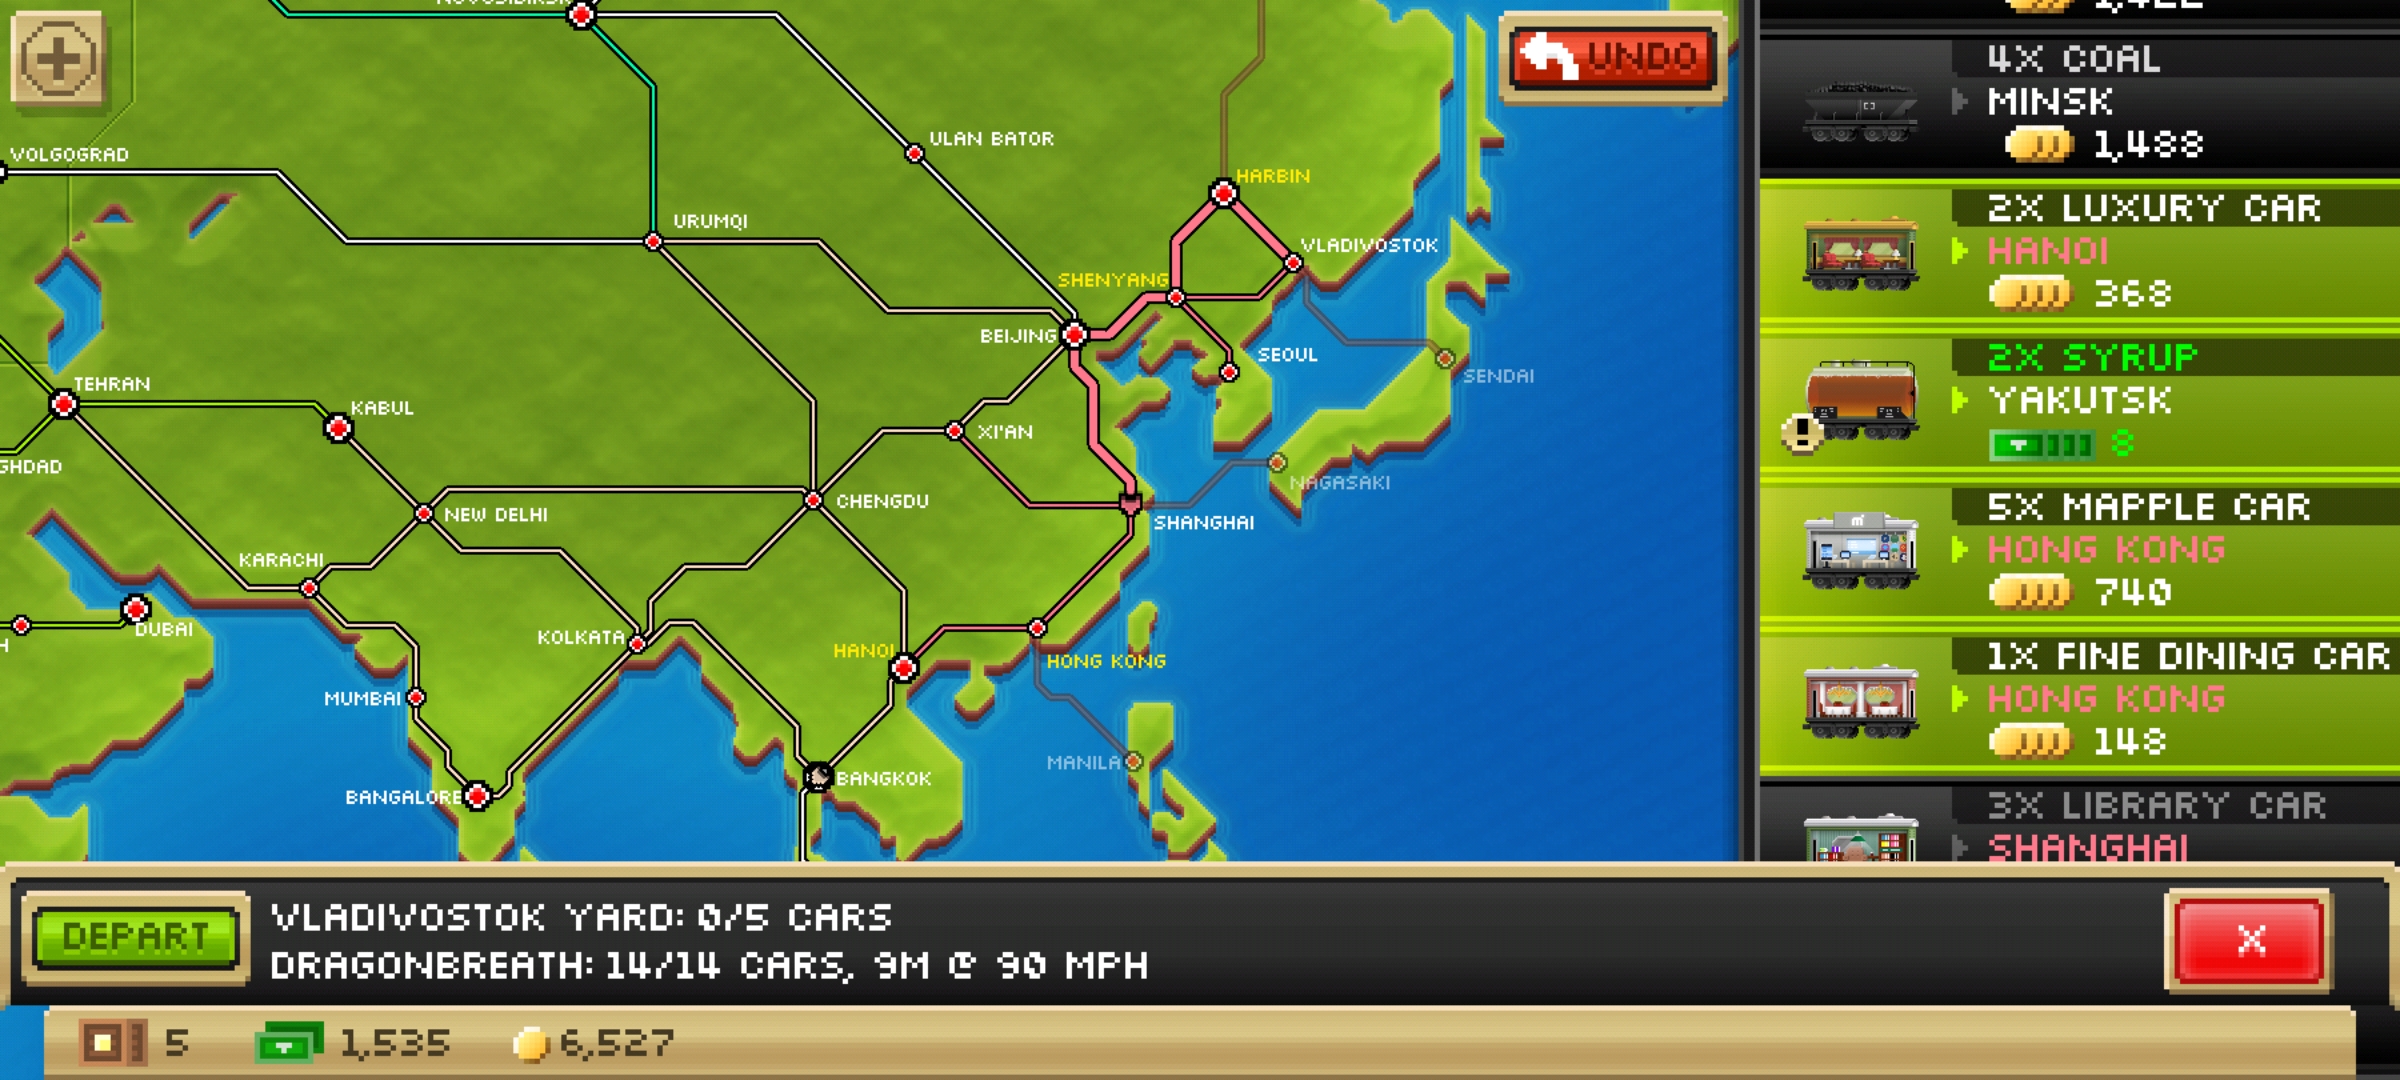 UNDO
VOLGOGRAD
ULAN BATOR
HARBIN
URUMQI
VLADIVOSTOK
SHENYANG
BEIJING
SEOUL
SENDAI
TEHRAN
KABUL
XI'AN
GHDAD
NAGASAKI
NEW DELHI
CHENGDU
SHANGHAI
KARACHI
DUBAI
KOLKATA
HANOI
HONG KONG
MUMBAI
MANILA
BANGKOK
BANGALORE
4X COAL
MINSK
1,488
2X LUXURY CAR
HANOI
368
2X SYRUP
YAKUTSK
8
5X MAPPLE CAR
HONG KONG
740
1X FINE DINING CAR
HONG KONG
148
3X LIBRARY CAR
SHANGHAI
DEPART
VLADIVOSTOK YARD: 0/5 CARS
DRAGONBREATH: 14/14 CARS, 9M @ 90 MPH
X
5
1,535
6,527